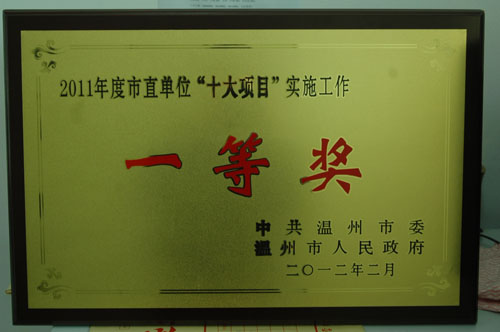 2011年度市直单位“十大项目”实施工作
一等奖
中共温州市委
温州市人民政府
二〇一二年二月